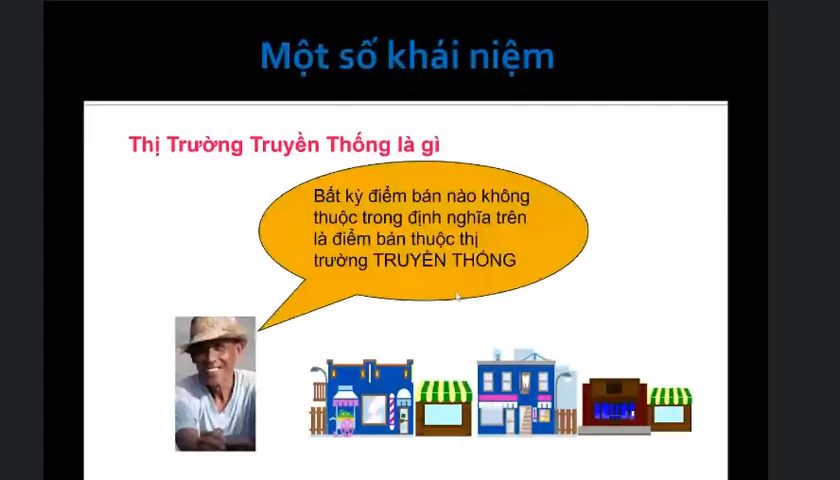 Một số khái niệm
Thị Trường Truyền Thống là gì
Bất kỳ điểm bán nào không
thuộc trong định nghĩa trên
là điểm bán thuộc thị
trường TRUYỀN THỐNG